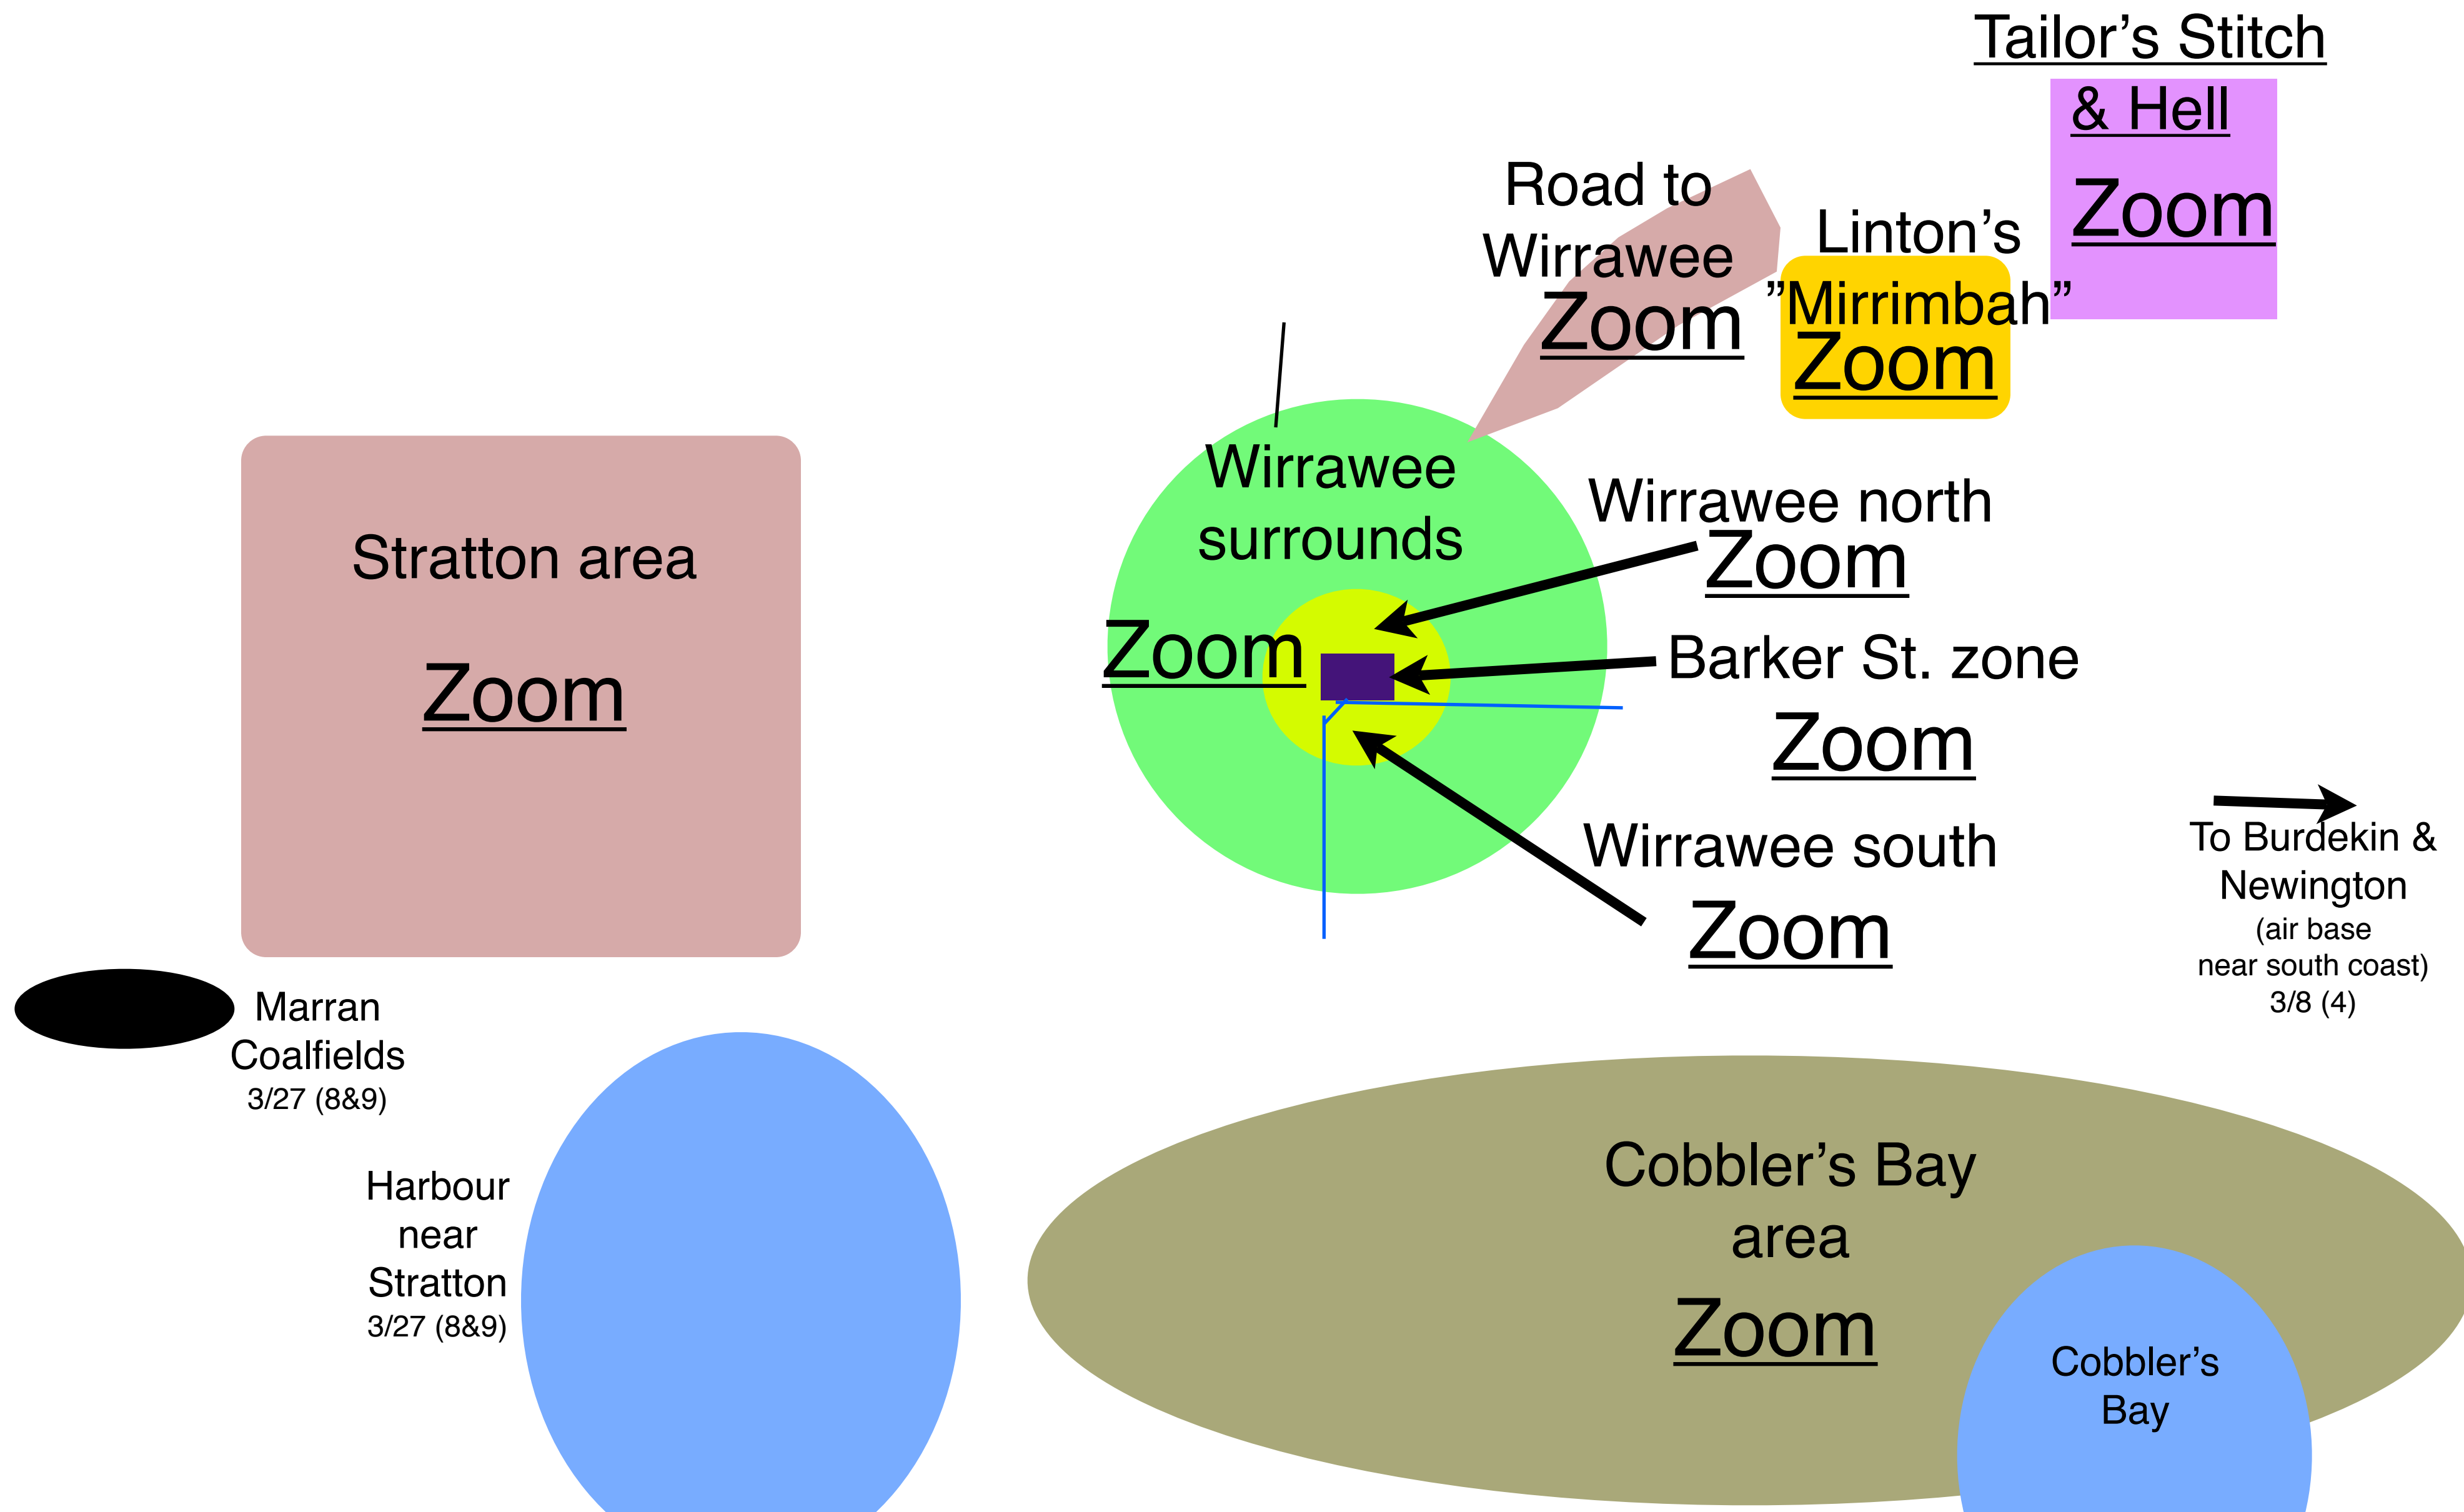 Tailor’s Stitch
& Hell
Zoom
Road to
Wirrawee
Zoom
Linton’s
”Mirrimbah”
Zoom
Wirrawee
surrounds
Zoom
Wirrawee north
Zoom
Barker St. zone
Zoom
Wirrawee south
Zoom
Stratton area
Zoom
To Burdekin &
Newington
(air base
near south coast)
3/8 (4)
Marran
Coalfields
3/27 (8&9)
Harbour
near
Stratton
3/27 (8&9)
Cobbler’s Bay
area
Zoom
Cobbler’s
Bay